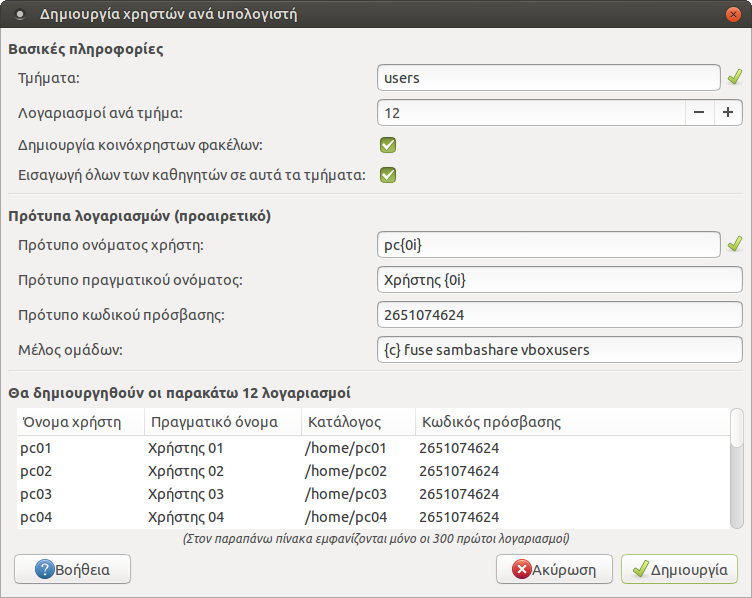 Δημιουργία χρηστών ανά υπολογιστή
Βασικές πληροφορίες
Τμήματα: users
Λογαριασμοί ανά τμήμα: 12
Δημιουργία κοινόχρηστων φακέλων:
Εισαγωγή όλων των καθηγητών σε αυτά τα τμήματα:
Πρότυπα λογαριασμών (προαιρετικό)
Πρότυπο ονόματος χρήστη: pc{0i}
Πρότυπο πραγματικού ονόματος: Χρήστης {0i}
Πρότυπο κωδικού πρόσβασης: 2651074624
Μέλος ομάδων: {c} fuse sambashare vboxusers
Θα δημιουργηθούν οι παρακάτω 12 λογαριασμοί
Όνομα χρήστη Πραγματικό όνομα Κατάλογος Κωδικός πρόσβασης
pc01 Χρήστης 01 /home/pc01 2651074624
pc02 Χρήστης 02 /home/pc02 2651074624
pc03 Χρήστης 03 /home/pc03 2651074624
pc04 Χρήστης 04 /home/pc04 2651074624
(Στον παραπάνω πίνακα εμφανίζονται μόνο οι 300 πρώτοι λογαριασμοί)
Βοήθεια Ακύρωση Δημιουργία